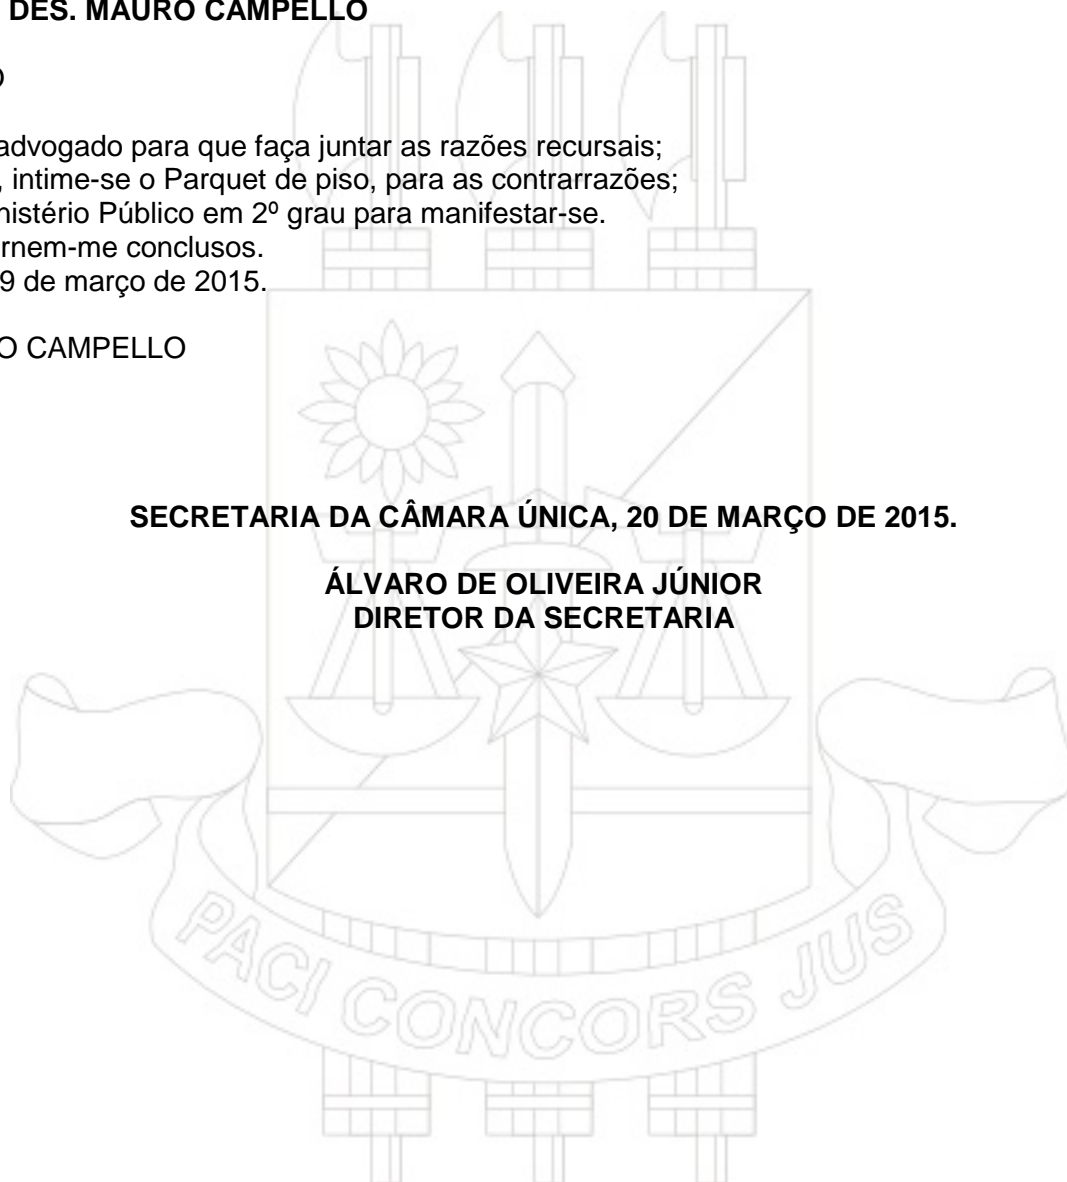 DES. MAURO CAMPELLO
O
advogado para que faça juntar as razões recursais;
, intime-se o Parquet de piso, para as contrarrazões;
nistério Público em 2º grau para manifestar-se.
rnem-me conclusos.
9 de março de 2015.
O CAMPELLO
SECRETARIA DA CÂMARA ÚNICA, 20 DE MARÇO DE 2015.
ÁLVARO DE OLIVEIRA JÚNIOR
DIRETOR DA SECRETARIA
PACI CONCORS JUS